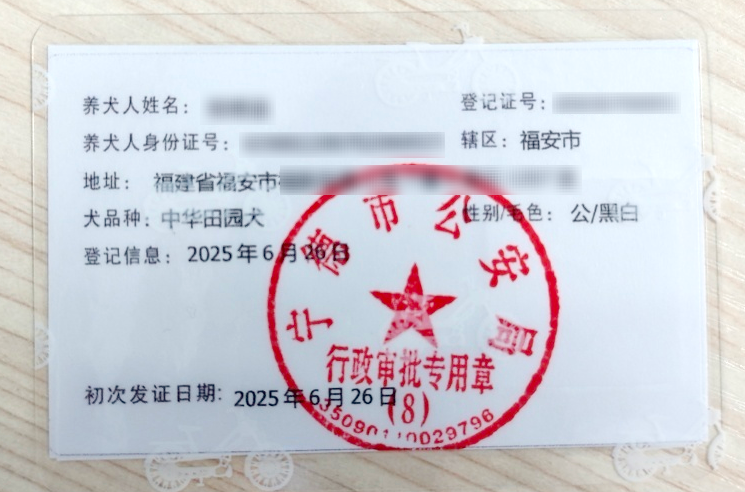 养犬人姓名：
登记证号：
养犬人身份证号：
辖区：福安市
地址：福建省福安市
犬品种：中华田园犬
性别/毛色：公/黑白
登记信息：2025年6月26日
宁德市公安局
行政审批专用章
(8)
初次发证日期：2025年6月26日